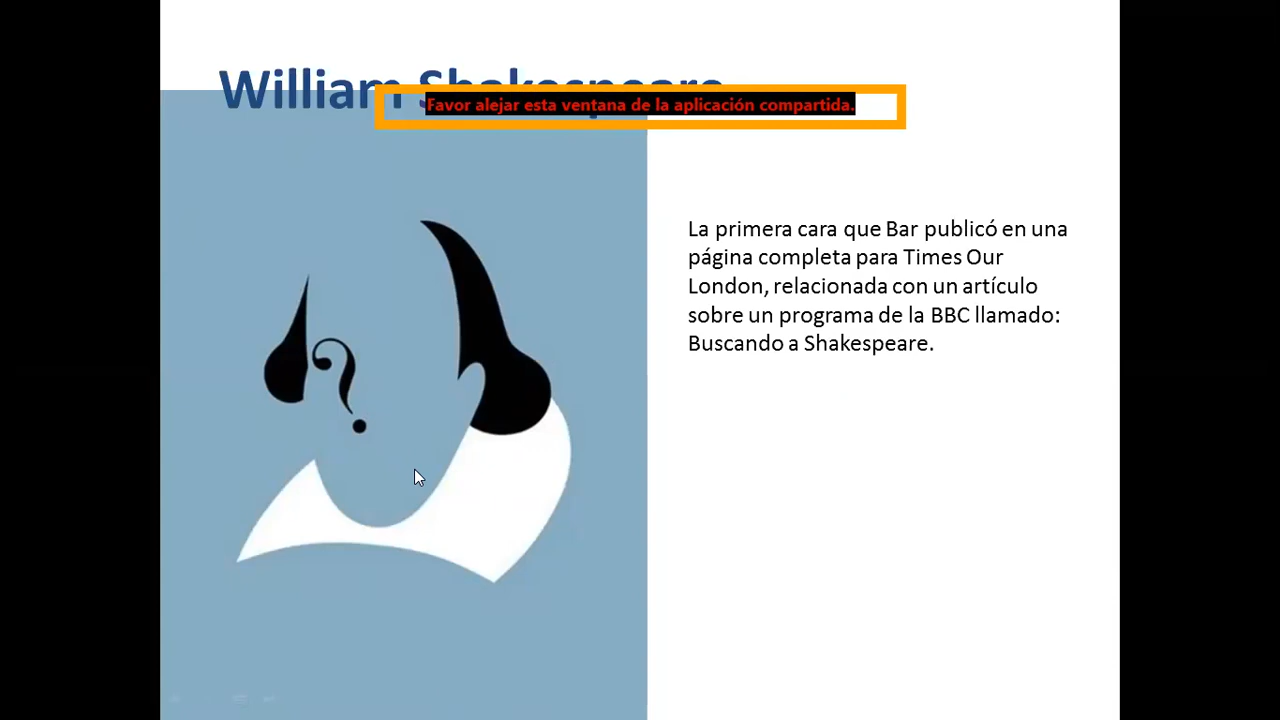 William Shakespeare
Favor alejar esta ventana de la aplicación compartida.
?
La primera cara que Bar publicó en una
página completa para Times Our
London, relacionada con un artículo
sobre un programa de la BBC llamado:
Buscando a Shakespeare.